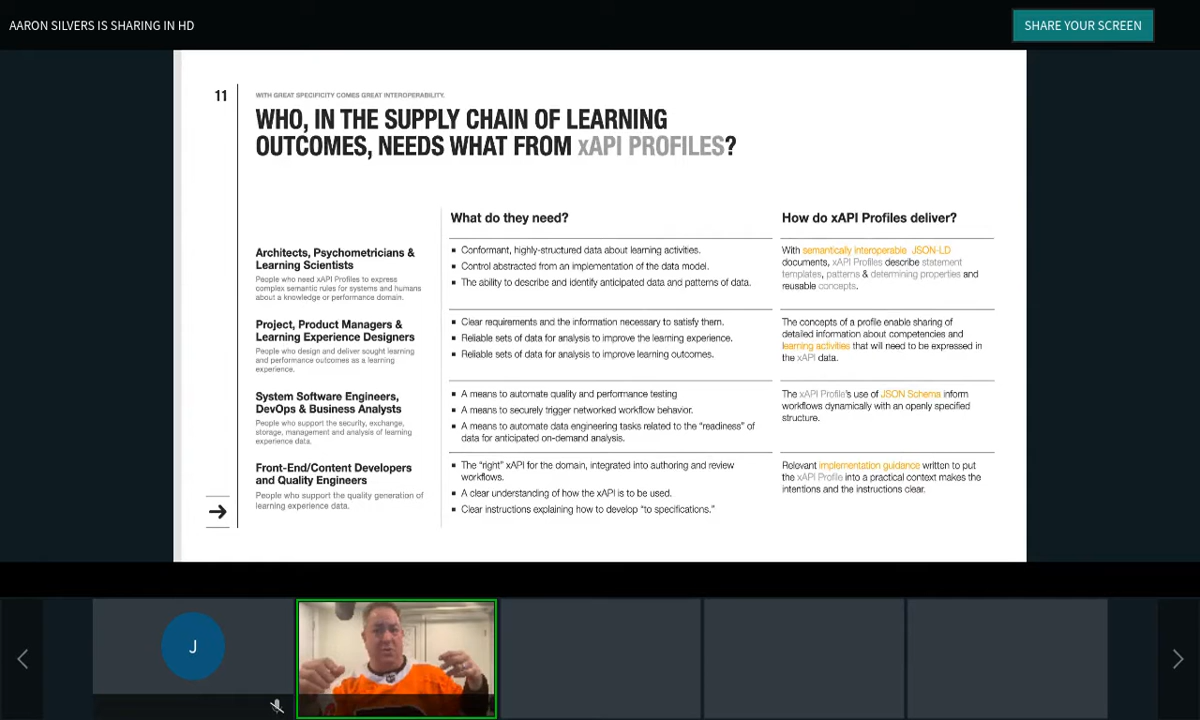 AARON SILVERS IS SHARING IN HD
SHARE YOUR SCREEN
11
WITH GREAT SPECIFICITY COMES GREAT INTEROPERABILITY.
WHO, IN THE SUPPLY CHAIN OF LEARNING
OUTCOMES, NEEDS WHAT FROM xAPI PROFILES?
What do they need?
How do xAPI Profiles deliver?
Architects, Psychometricians &
Learning Scientists
People who need xAPI Profiles to express
complex semantic rules for systems and humans
about a knowledge or performance domain.
▪ Conformant, highly-structured data about learning activities.
▪ Control abstracted from an implementation of the data model.
▪ The ability to describe and identify anticipated data and patterns of data.
With semantically interoperable JSON-LD
documents, xAPI Profiles describe statement
templates, patterns & determining properties and
reusable concepts.
Project, Product Managers &
Learning Experience Designers
People who design and deliver sought learning
and performance outcomes as a learning
experience.
▪ Clear requirements and the information necessary to satisfy them.
▪ Reliable sets of data for analysis to improve the learning experience.
▪ Reliable sets of data for analysis to improve learning outcomes.
The concepts of a profile enable sharing of
detailed information about competencies and
learning activities that will need to be expressed in
the xAPI data.
System Software Engineers,
DevOps & Business Analysts
People who support the security, exchange,
storage, management and analysis of learning
experience data.
▪ A means to automate quality and performance testing
▪ A means to securely trigger networked workflow behavior.
▪ A means to automate data engineering tasks related to the "readiness" of
data for anticipated on-demand analysis.
The xAPI Profile's use of JSON Schema inform
workflows dynamically with an openly specified
structure.
Front-End/Content Developers
and Quality Engineers
People who support the quality generation of
learning experience data.
▪ The "right" xAPI for the domain, integrated into authoring and review
workflows.
▪ A clear understanding of how the xAPI is to be used.
▪ Clear instructions explaining how to develop "to specifications."
Relevant implementation guidance written to put
the xAPI Profile into a practical context makes the
intentions and the instructions clear.
J